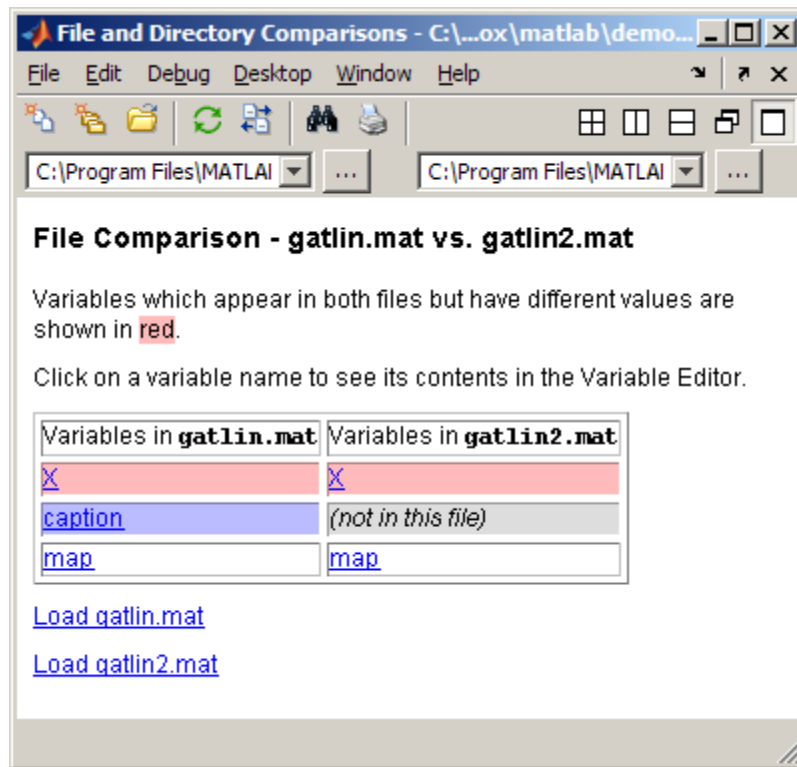 File and Directory Comparisons - C:\...ox\matlab\demo...
File Edit Debug Desktop Window Help
C:\Program Files\MATLAI ... C:\Program Files\MATLAI ...
File Comparison - gatlin.mat vs. gatlin2.mat
Variables which appear in both files but have different values are
shown in red.
Click on a variable name to see its contents in the Variable Editor.
Variables in gatlin.mat Variables in gatlin2.mat
X X
caption (not in this file)
map map
Load gatlin.mat
Load gatlin2.mat